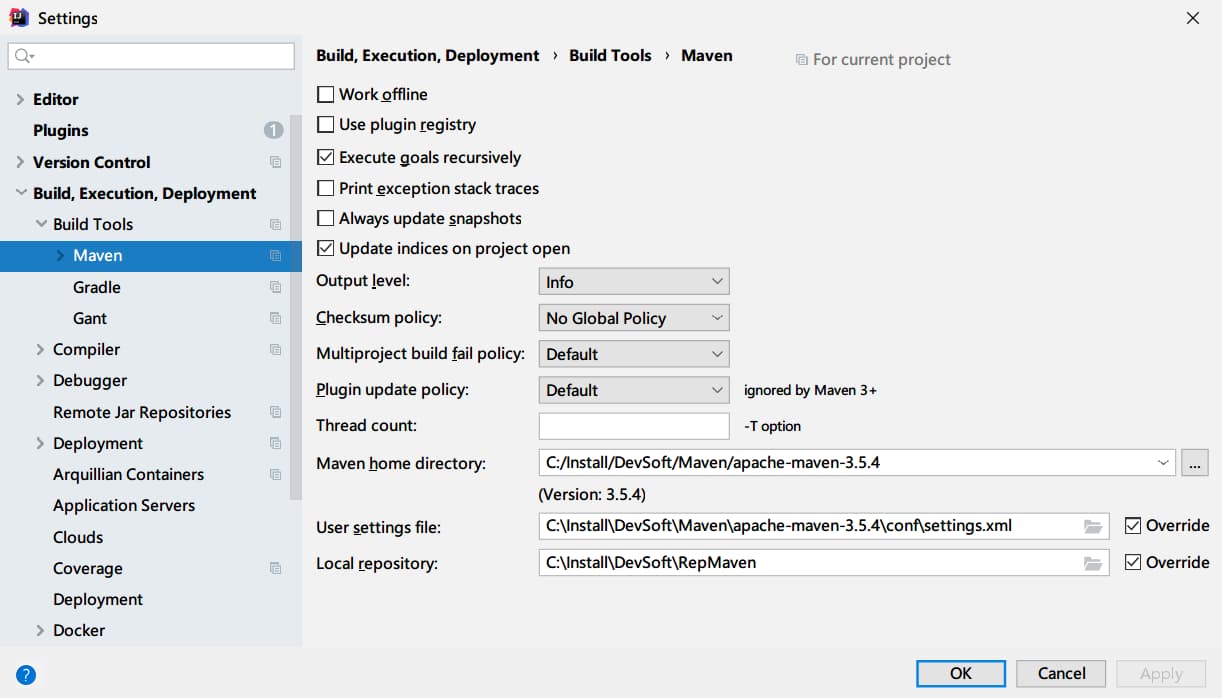 Settings
Build, Execution, Deployment › Build Tools › Maven
For current project
Editor
Plugins 1
Version Control
Build, Execution, Deployment
Build Tools
Maven
Gradle
Gant
Compiler
Debugger
Remote Jar Repositories
Deployment
Arquillian Containers
Application Servers
Clouds
Coverage
Deployment
Docker
Work offline
Use plugin registry
Execute goals recursively
Print exception stack traces
Always update snapshots
Update indices on project open
Output level: Info
Checksum policy: No Global Policy
Multiproject build fail policy: Default
Plugin update policy: Default ignored by Maven 3+
Thread count: -T option
Maven home directory: C:/Install/DevSoft/Maven/apache-maven-3.5.4 ...
(Version: 3.5.4)
User settings file: C:\Install\DevSoft\Maven\apache-maven-3.5.4\conf\settings.xml Override
Local repository: C:\Install\DevSoft\RepMaven Override
? OK Cancel Apply